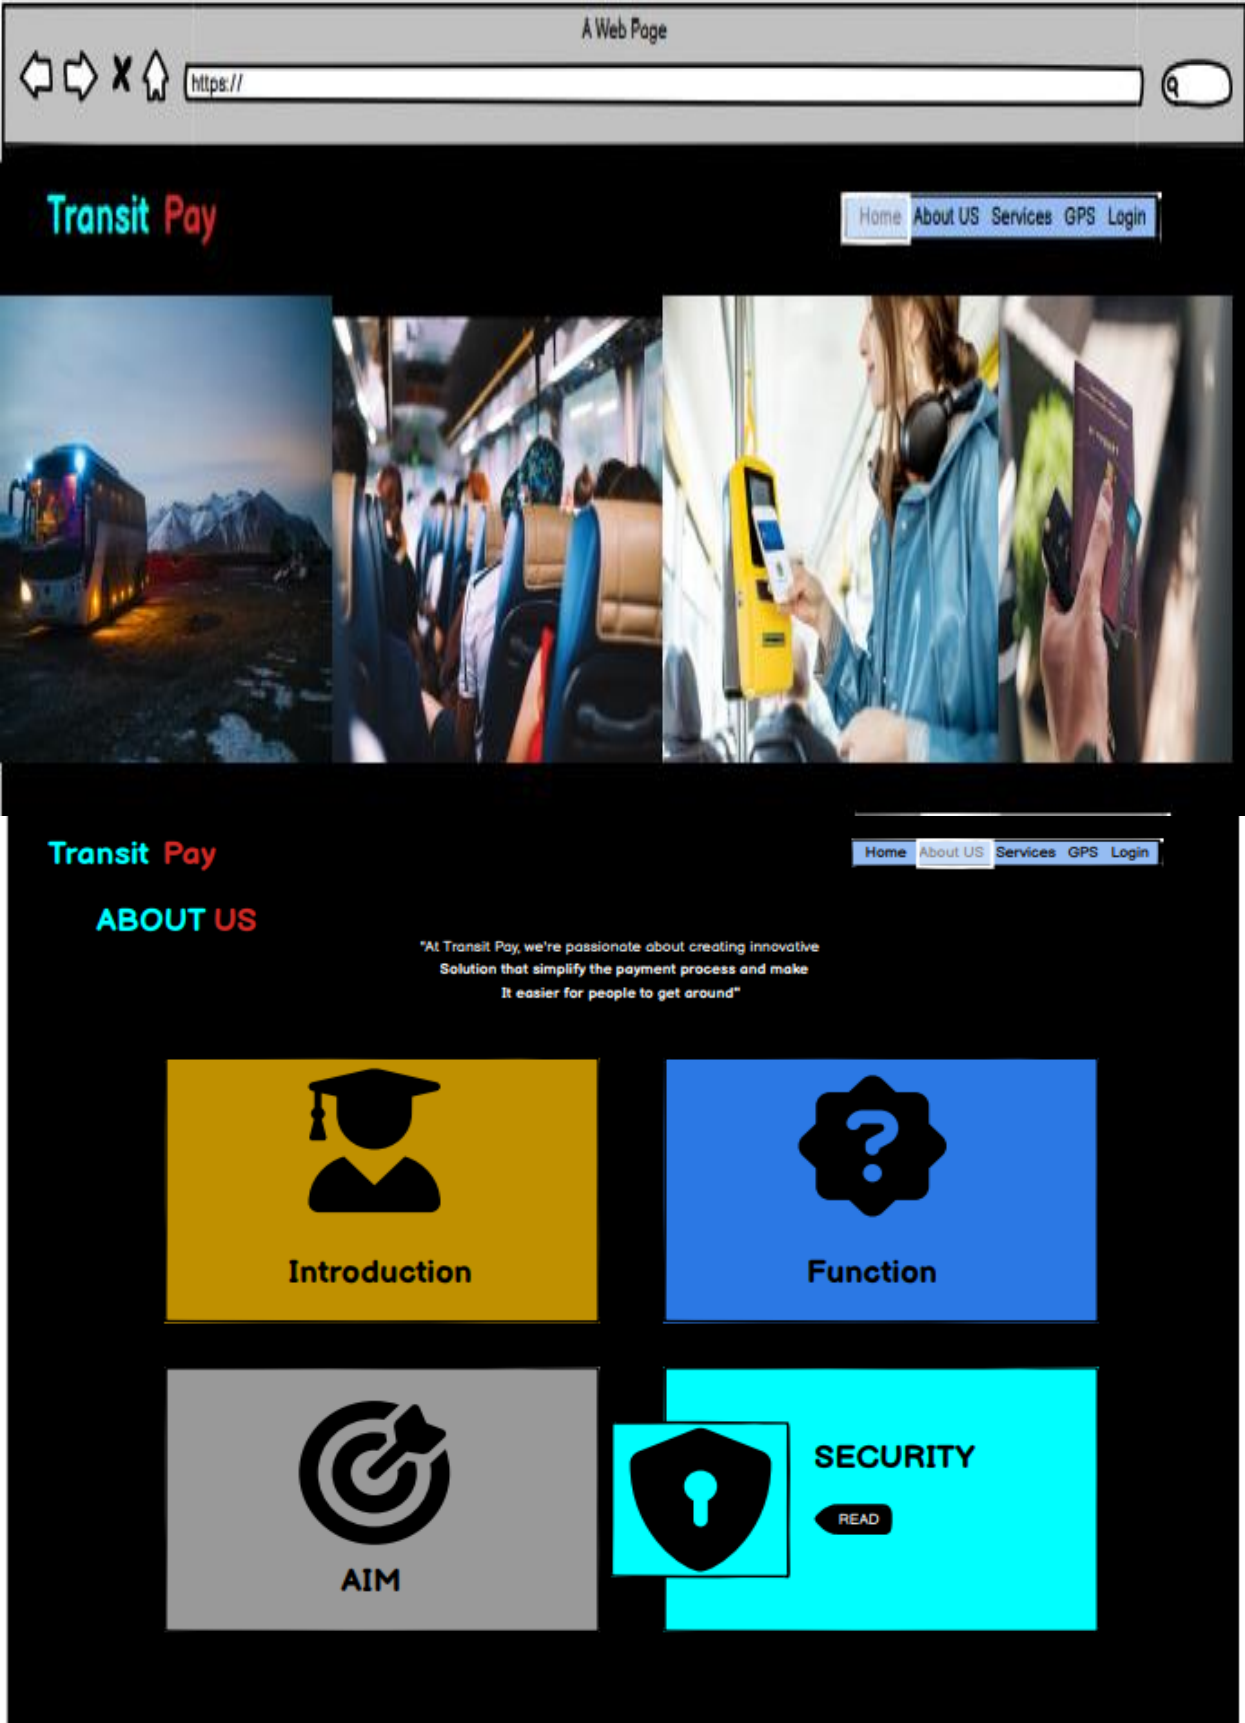 A Web Page
https://
Transit Pay
Home About US Services GPS Login
Transit Pay
Home About US Services GPS Login
ABOUT US
"At Transit Pay, we're passionate about creating innovative
Solution that simplify the payment process and make
It easier for people to get around"
Introduction
Function
AIM
SECURITY
READ